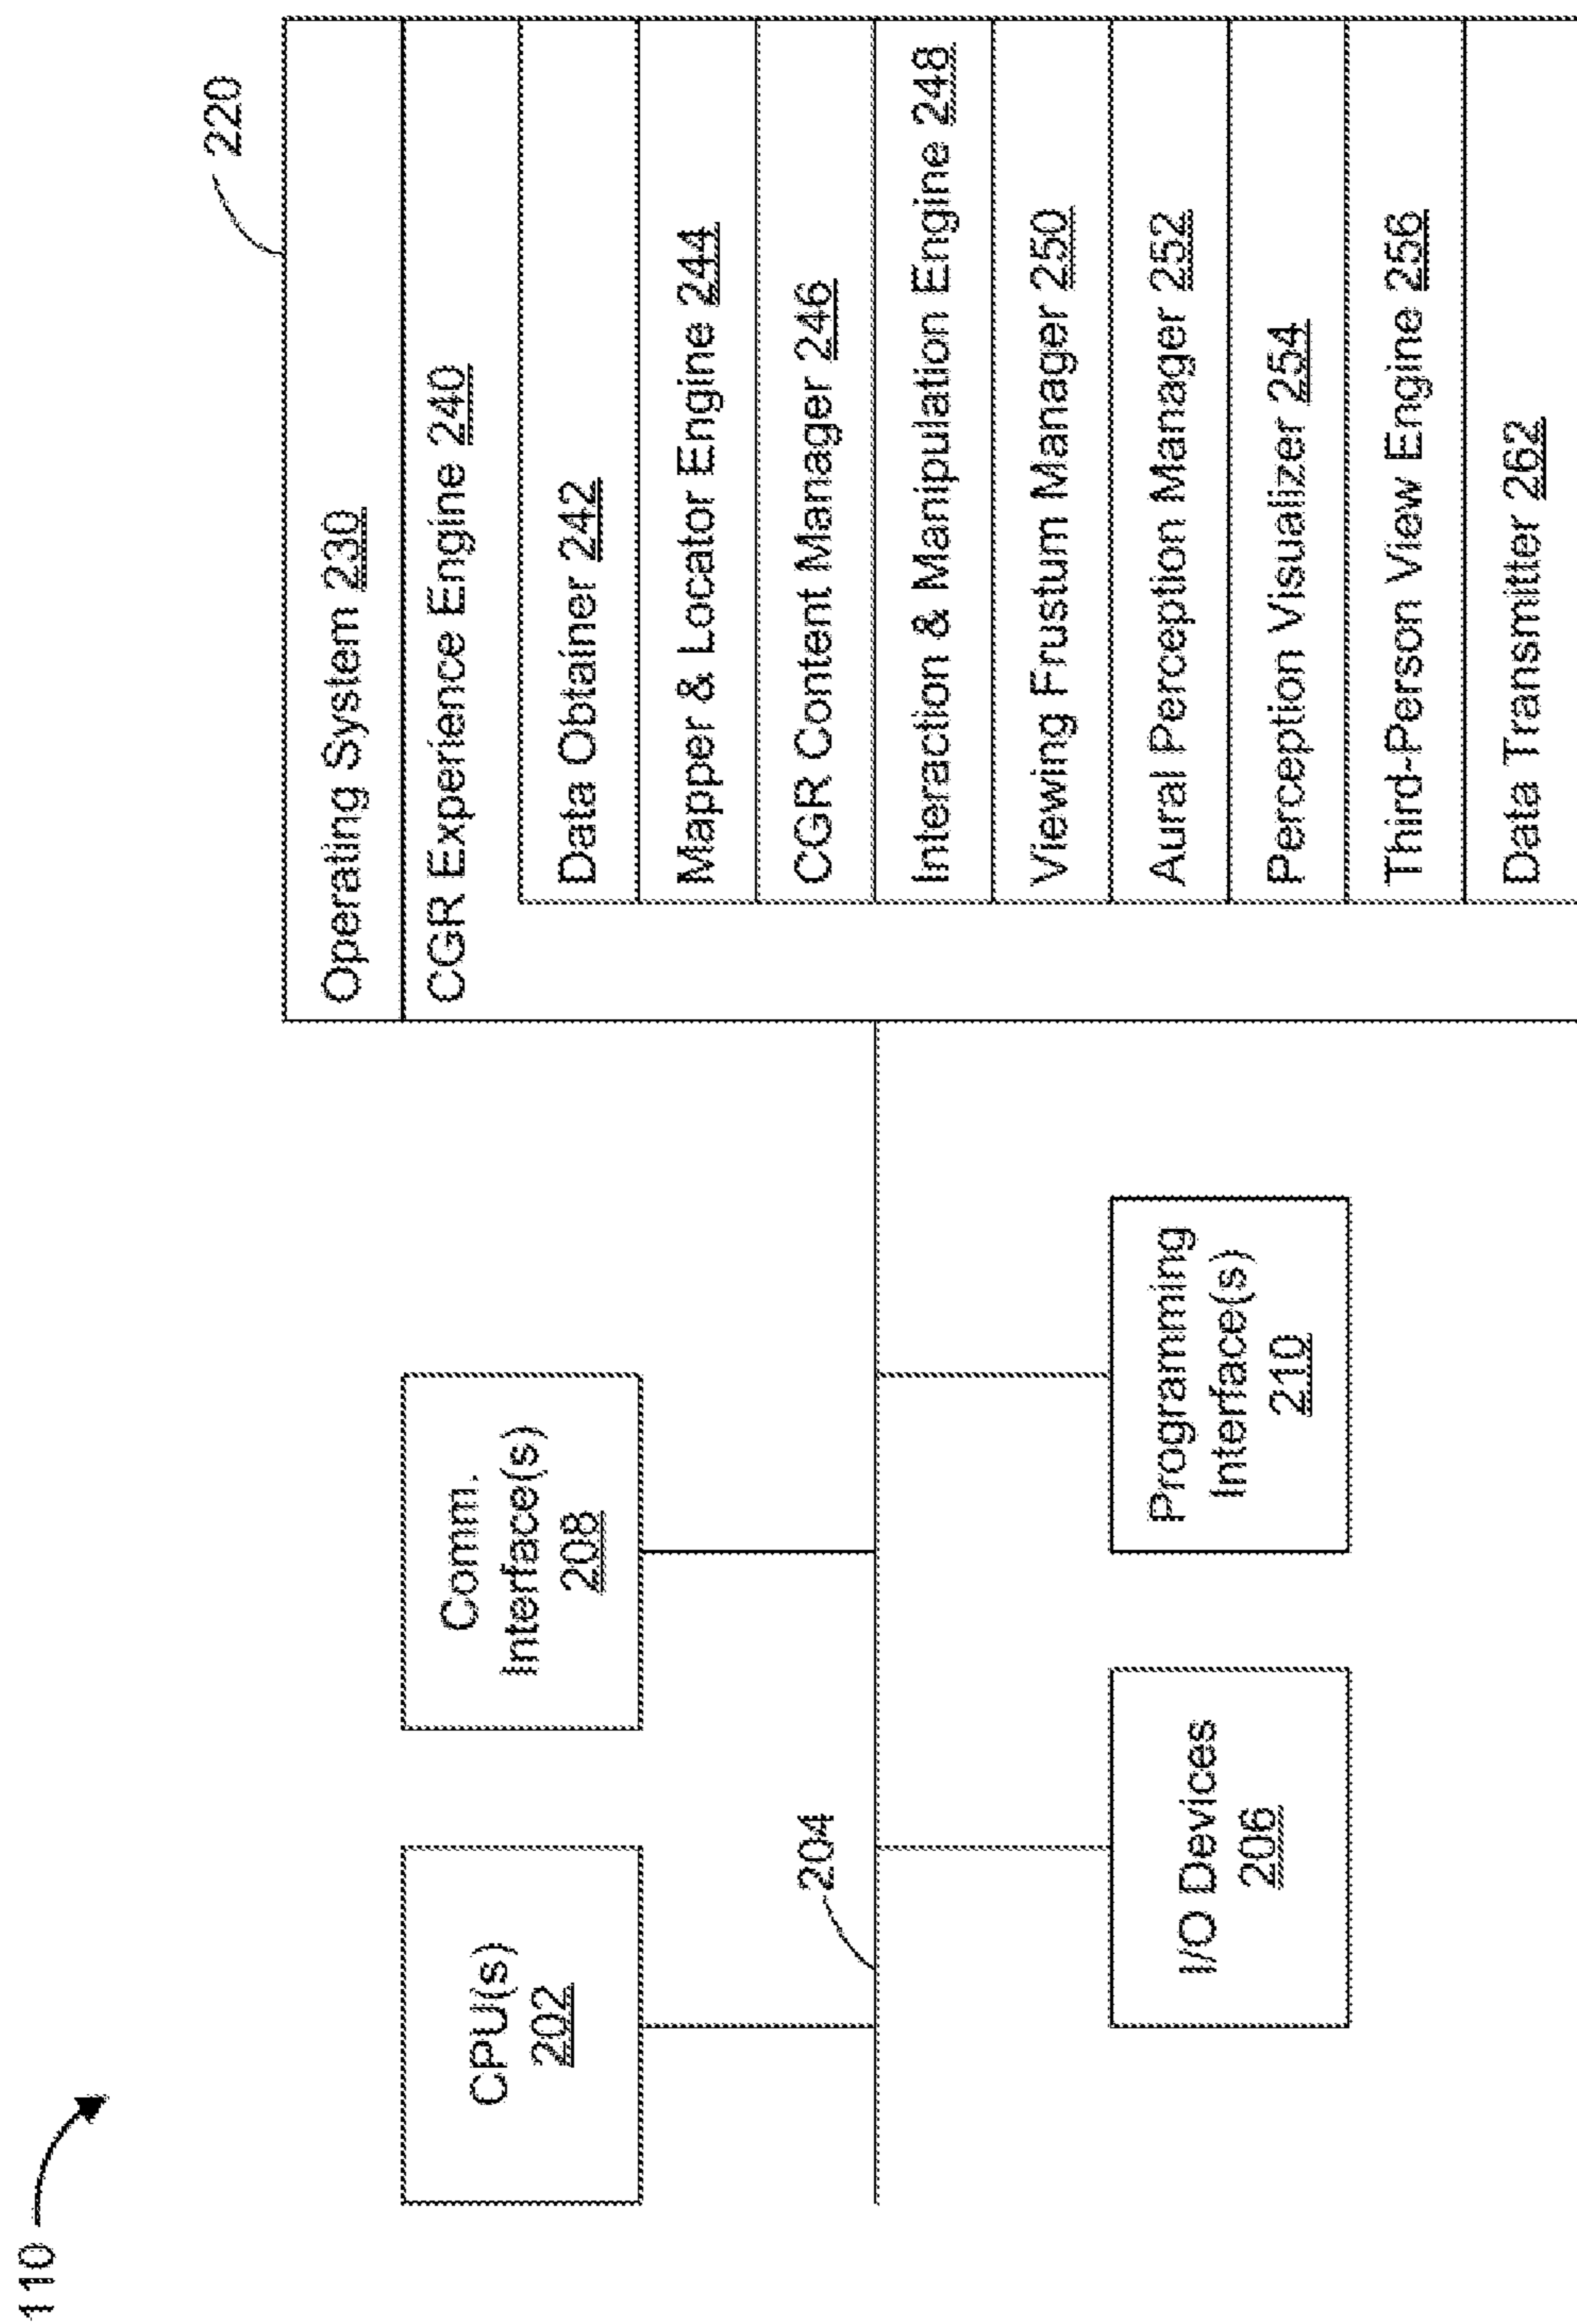 110
CPU(s)
202
Comm.
Interface(s)
208
204
I/O Devices
206
Programming
Interface(s)
210
220
Operating System 230
CGR Experience Engine 240
Data Obtainer 242
Mapper & Locator Engine 244
CGR Content Manager 246
Interaction & Manipulation Engine 248
Viewing Frustum Manager 250
Aural Perception Manager 252
Perception Visualizer 254
Third-Person View Engine 256
Data Transmitter 262